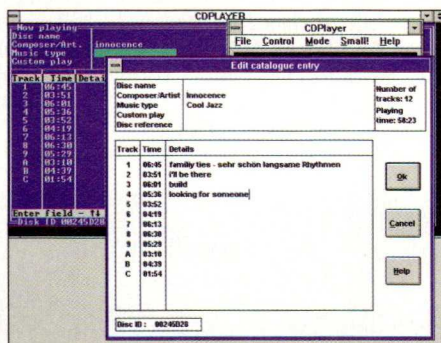 CDPLAYER
Now playing
Disc name
Composer/Art. innocence
Music type
Custom play
Track Time Detai
1 06:45
2 03:51
3 06:01
4 05:36
5 03:52
6 04:19
7 06:13
8 06:30
9 05:29
A 03:10
B 04:39
C 01:54
Enter field - ↑↓
=Disk ID 00245D28
CDPlayer
File Control Mode Small! Help
Edit catalogue entry
Disc name
Composer/Artist Innocence
Music type Cool Jazz
Custom play
Disc reference
Number of
tracks: 12
Playing
time: 58:23
Track Time Details
1 06:45 familiy ties - sehr schön langsame Rhythmen
2 03:51 i'll be there
3 06:01 build
4 05:36 looking for someone
5 03:52
6 04:19
7 06:13
8 06:30
9 05:29
A 03:10
B 04:39
C 01:54
Ok
Cancel
Help
Disc ID : 00245D28